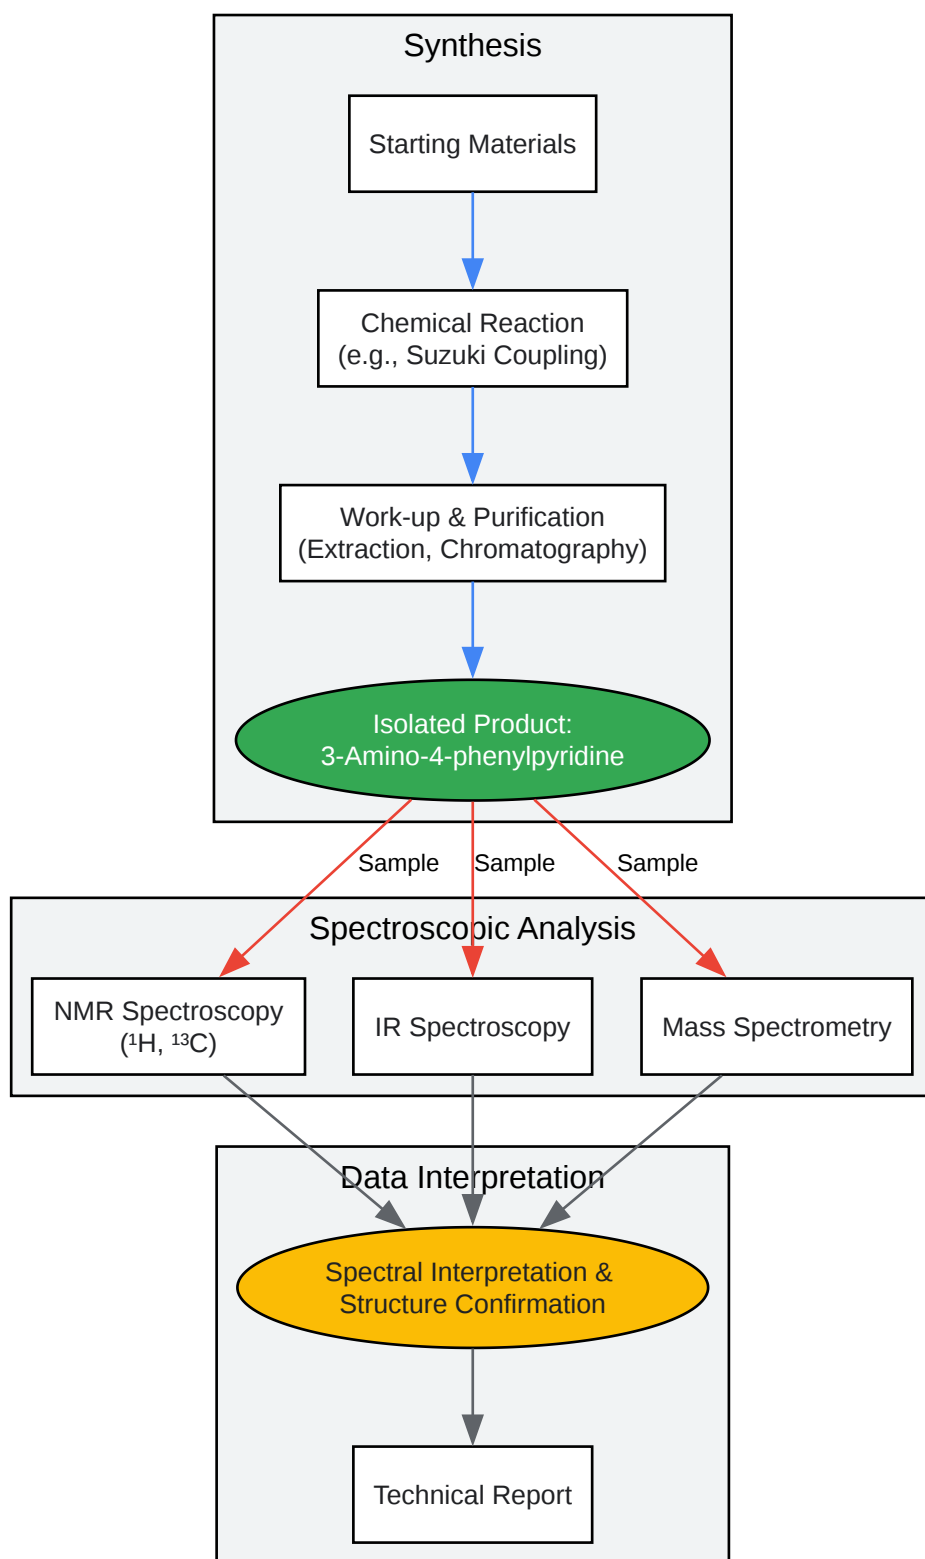 Synthesis
Starting Materials
Chemical Reaction
(e.g., Suzuki Coupling)
Work-up & Purification
(Extraction, Chromatography)
Isolated Product:
3-Amino-4-phenylpyridine
Sample
Sample
Sample
Spectroscopic Analysis
NMR Spectroscopy
(¹H, ¹³C)
IR Spectroscopy
Mass Spectrometry
Data Interpretation
Spectral Interpretation &
Structure Confirmation
Technical Report